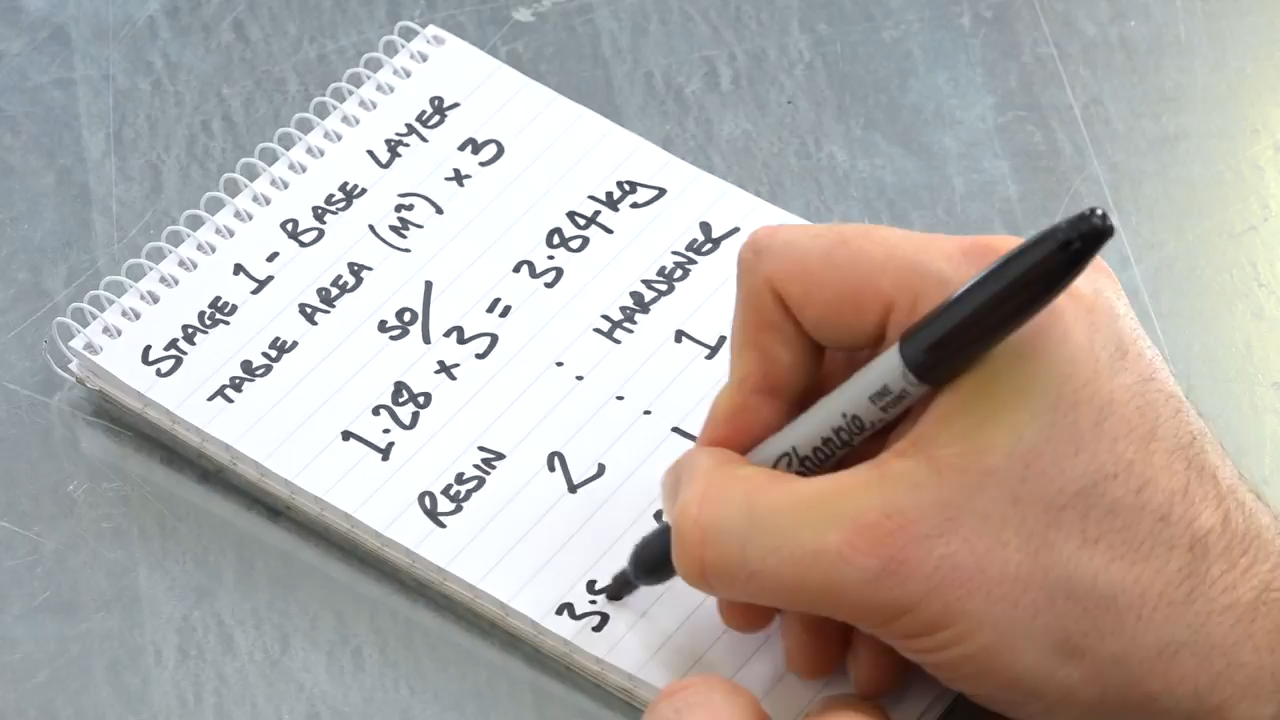 STAGE 1 - BASE LAYER
TABLE AREA (M²) x 3
SO/
1.28 x 3 = 3.84kg
RESIN : HARDENER
2 : 1
3.
Sharpie
FINE
POINT